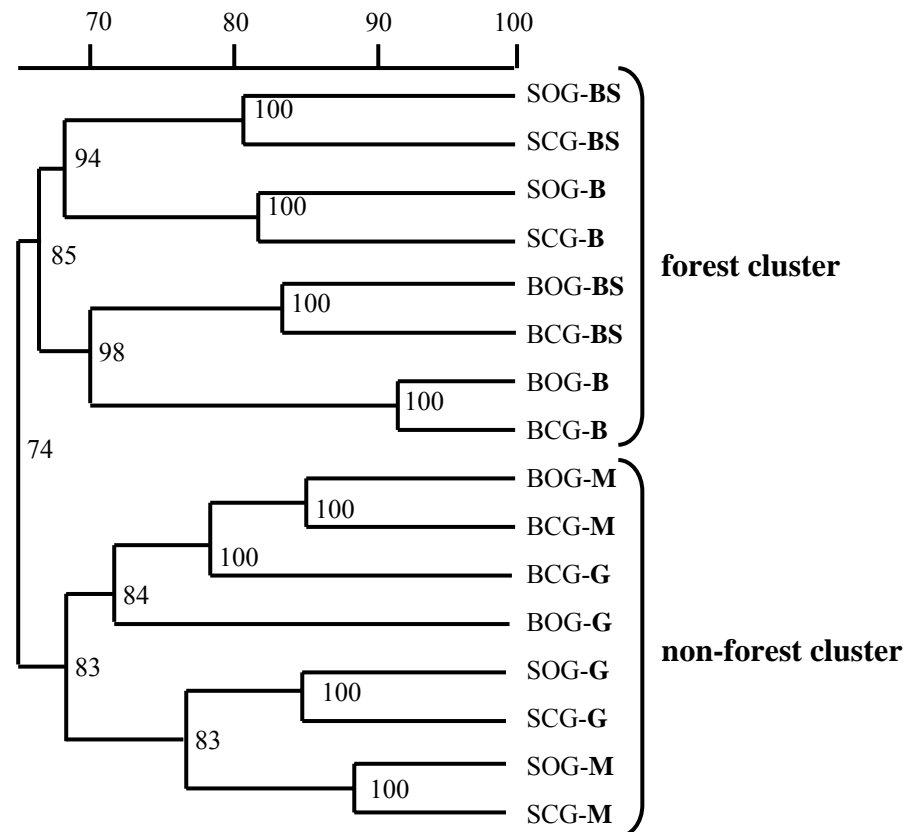 70 80 90 100
100 SOG-BS
SCG-BS
94
100 SOG-B
SCG-B
85 forest cluster
100 BOG-BS
BCG-BS
98
100 BOG-B
BCG-B
74
100 BOG-M
BCG-M
100 BCG-G
84
BOG-G
83 non-forest cluster
100 SOG-G
SCG-G
83
100 SOG-M
SCG-M